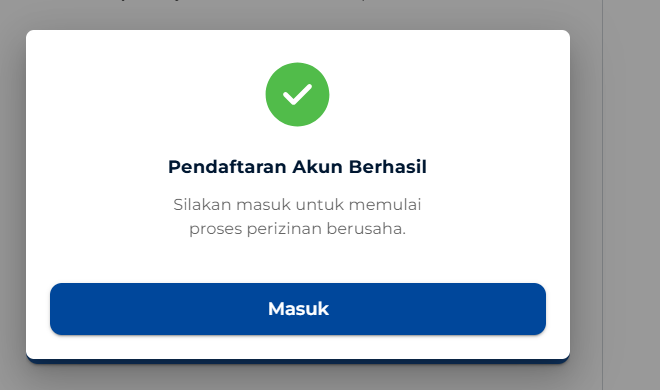 Pendaftaran Akun Berhasil
Silakan masuk untuk memulai
proses perizinan berusaha.
Masuk